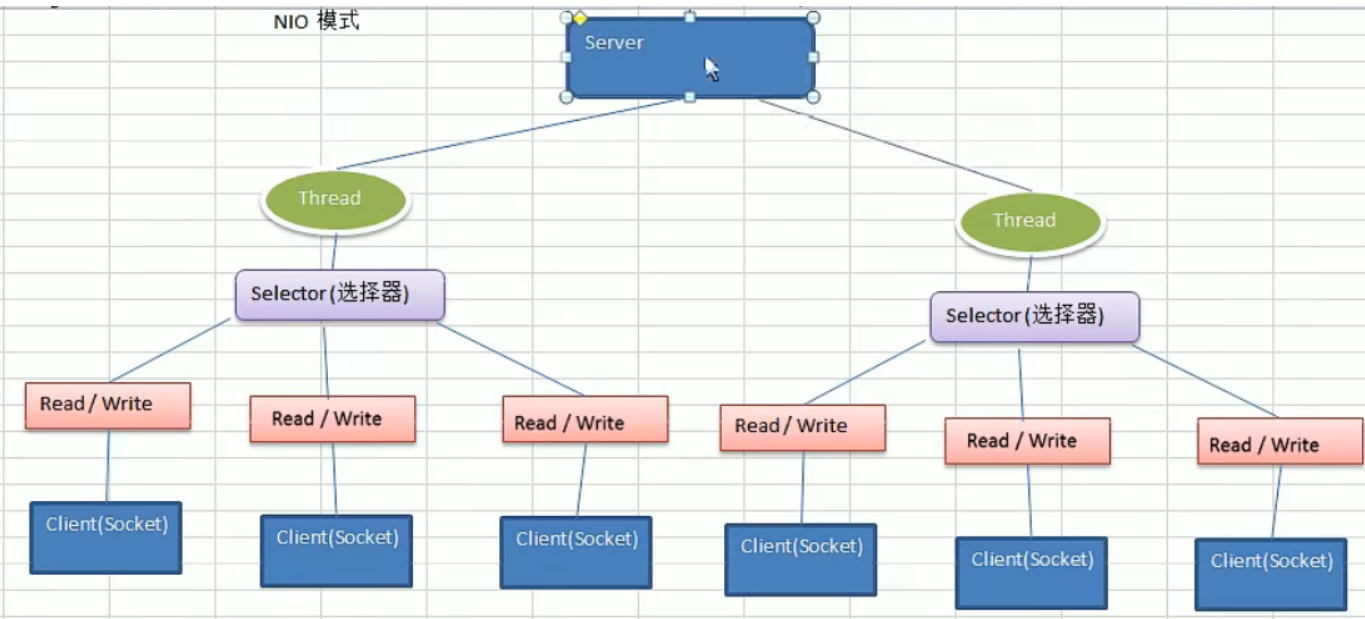 NIO 模式
Server
Thread
Thread
Selector(选择器)
Selector(选择器)
Read / Write
Read / Write
Read / Write
Read / Write
Read / Write
Read / Write
Client(Socket)
Client(Socket)
Client(Socket)
Client(Socket)
Client(Socket)
Client(Socket)